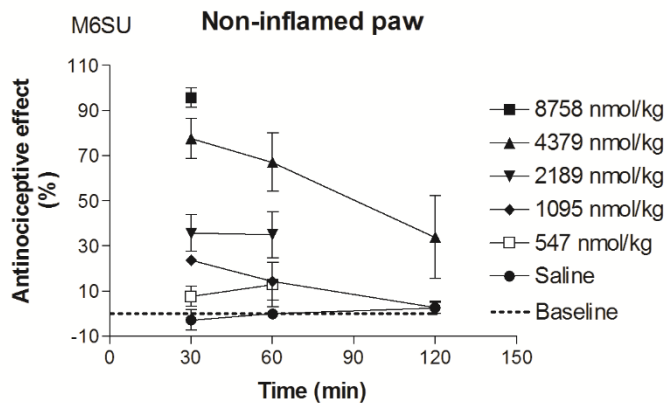 M6SU
Non-inflamed paw
Antinociceptive effect
(%)
110
90
70
50
30
10
-10
0
30
60
90
120
150
Time (min)
8758 nmol/kg
4379 nmol/kg
2189 nmol/kg
1095 nmol/kg
547 nmol/kg
Saline
Baseline